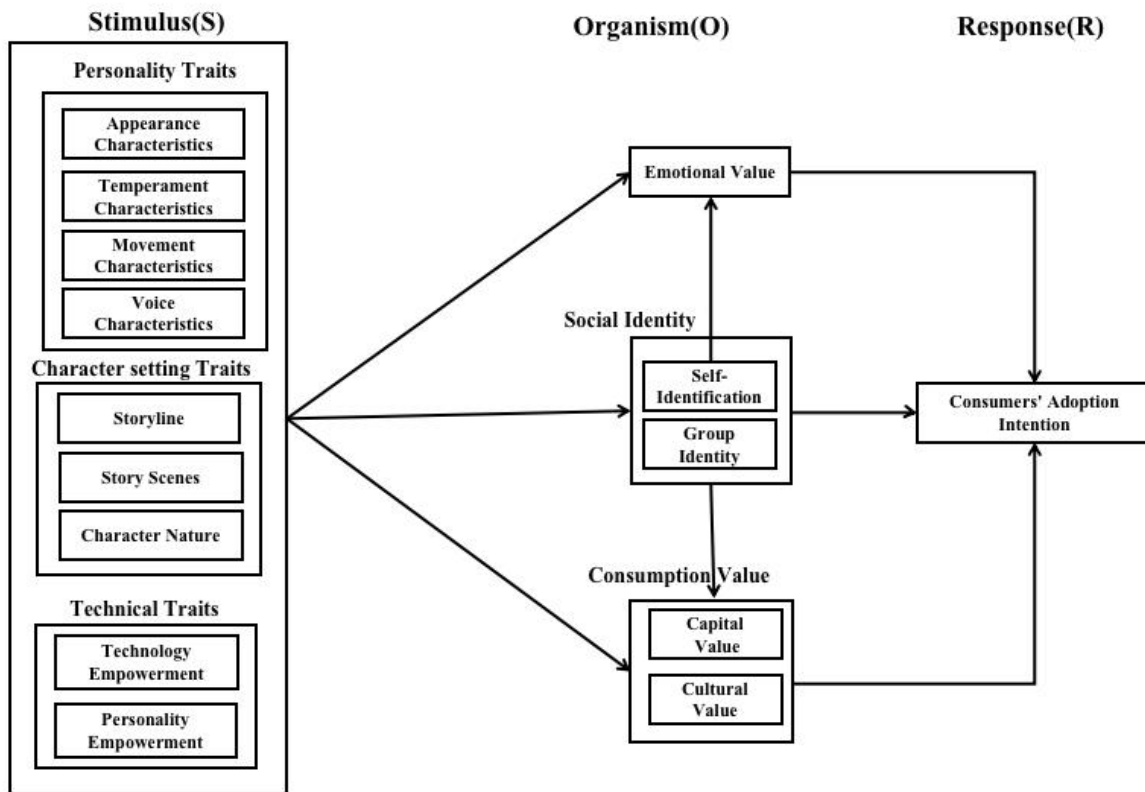 Stimulus(S)
Organism(O)
Response(R)
Personality Traits
Appearance
Characteristics
Temperament
Characteristics
Movement
Characteristics
Voice
Characteristics
Character setting Traits
Storyline
Story Scenes
Character Nature
Technical Traits
Technology
Empowerment
Personality
Empowerment
Emotional Value
Social Identity
Self-
Identification
Group
Identity
Consumption Value
Capital
Value
Cultural
Value
Consumers' Adoption
Intention